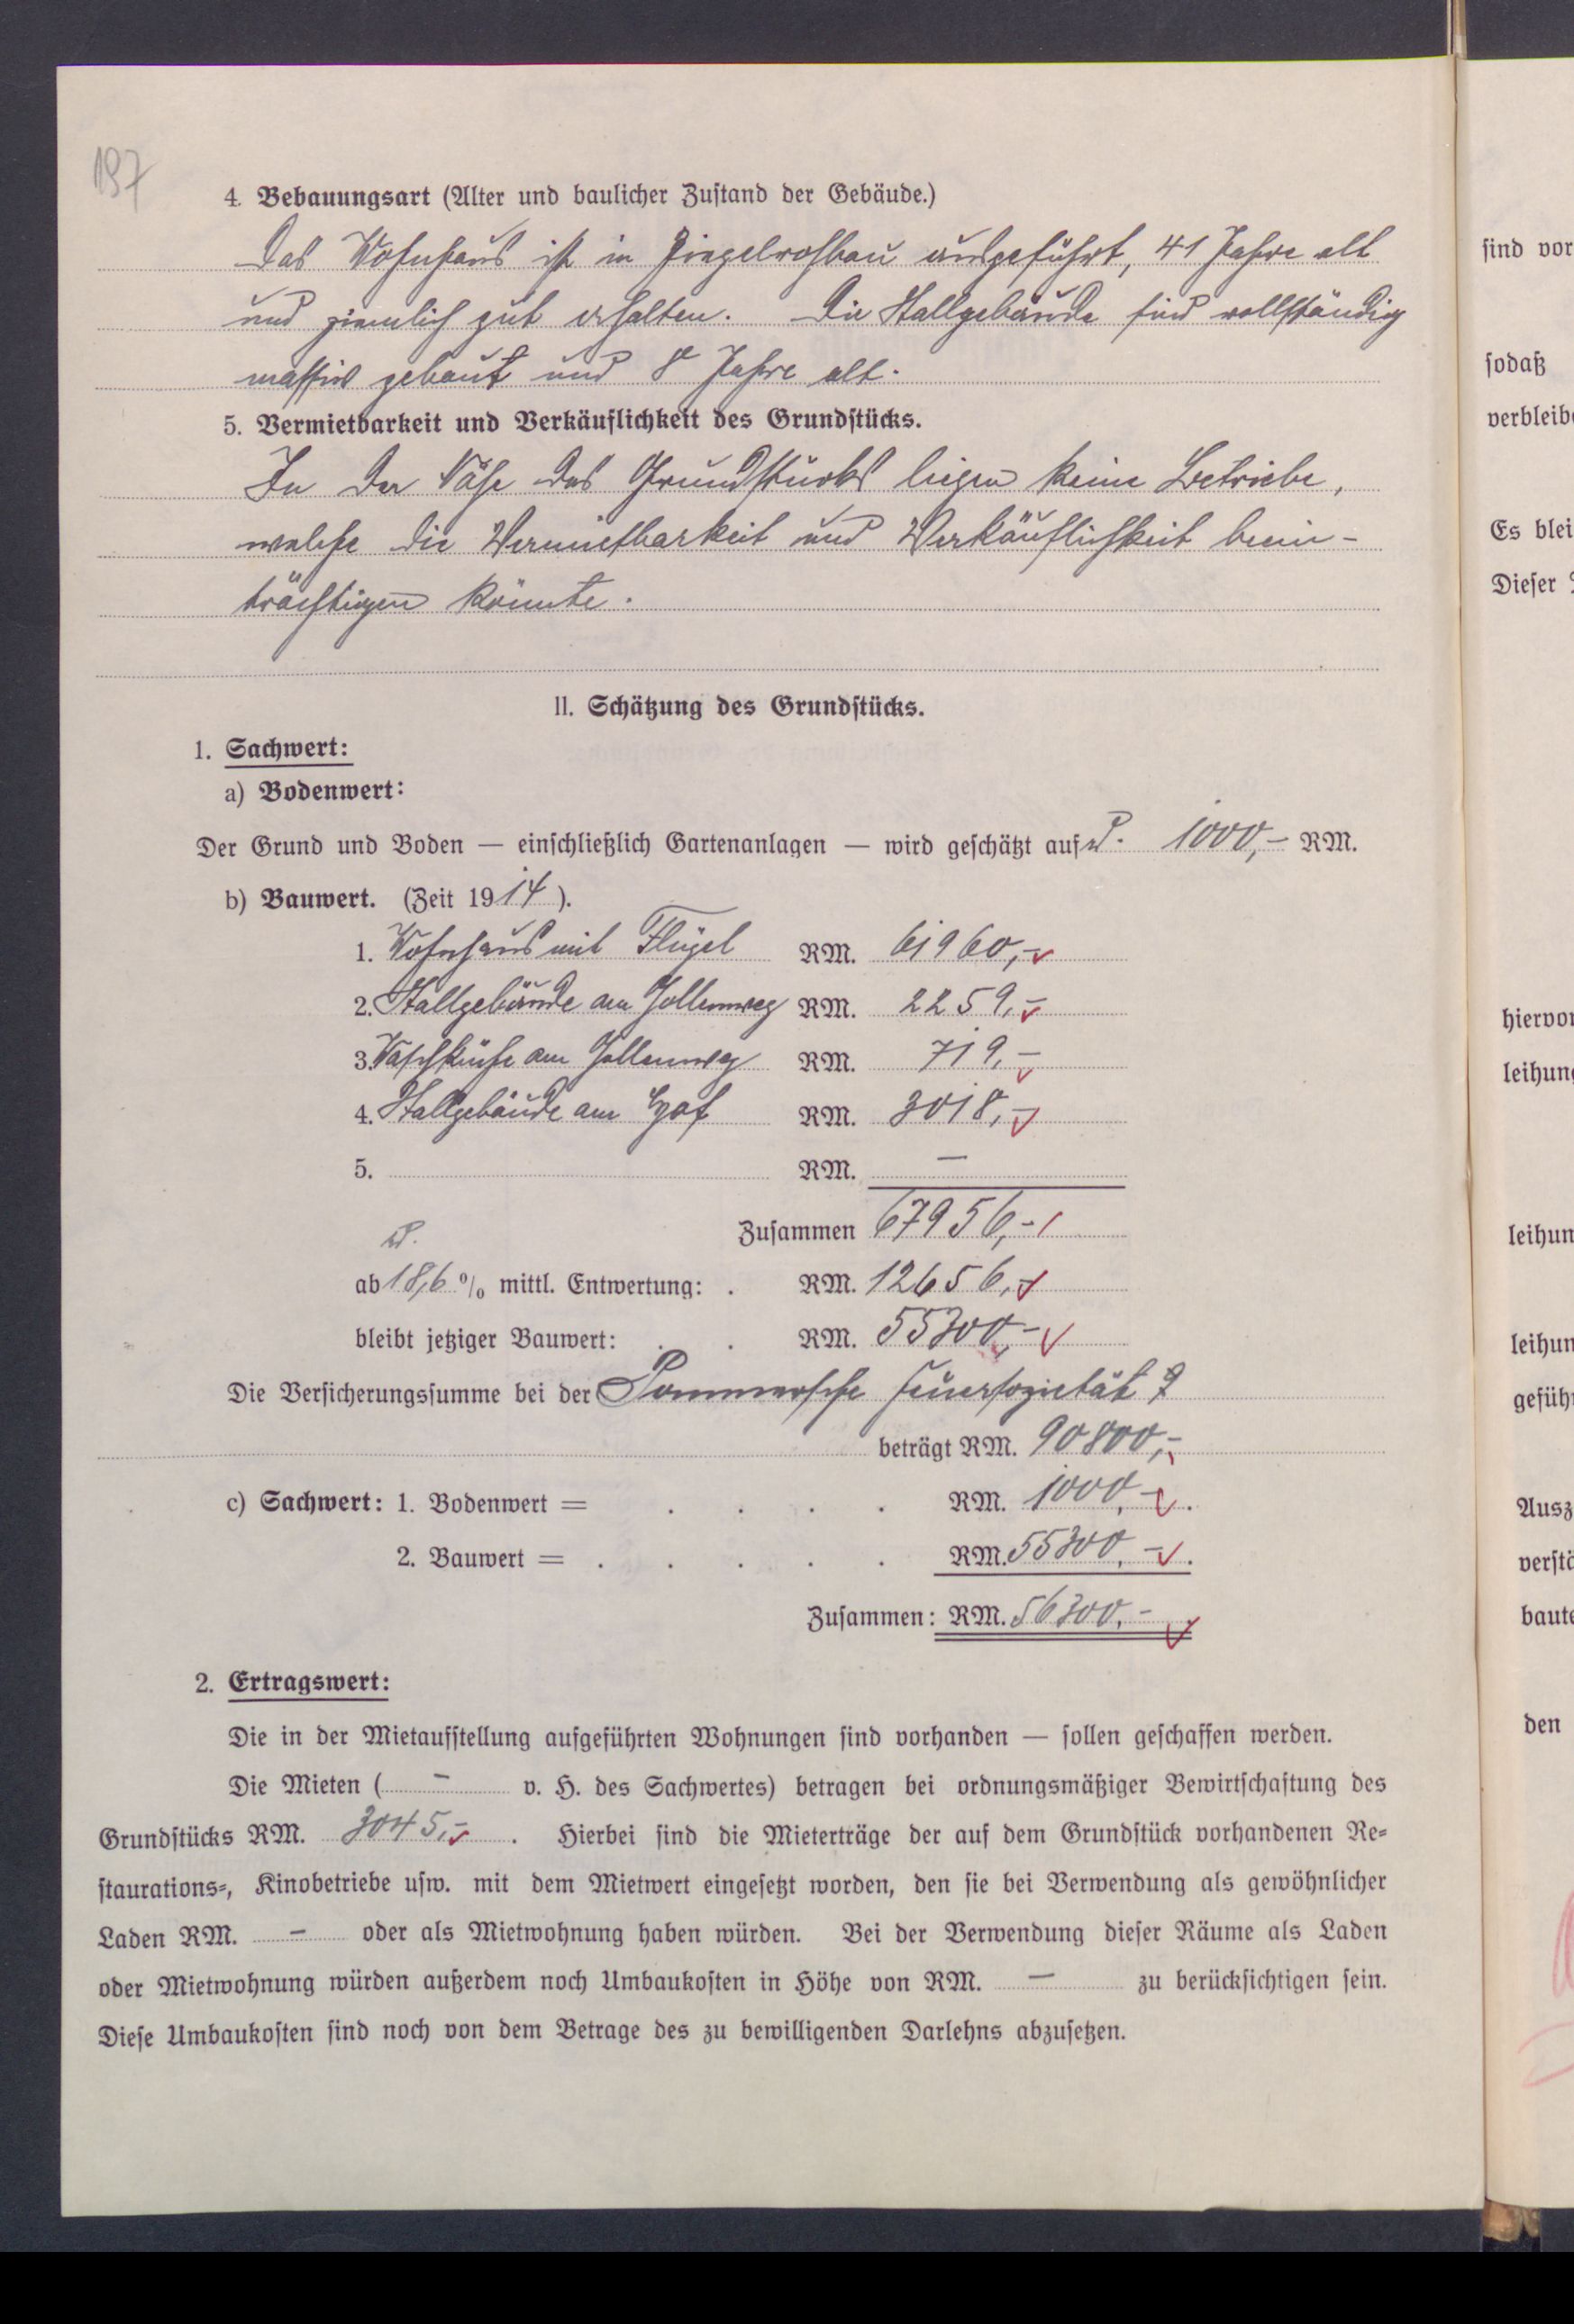 197
4. Bebauungsart (Alter und baulicher Zustand der Gebäude.)
Das Wohnhaus ist in Ziegelrohbau ausgeführt, 41 Jahre alt
und ziemlich gut erhalten. Die Stallgebäude sind vollständig
massiv gebaut und 8 Jahre alt.
5. Vermietbarkeit und Verkäuflichkeit des Grundstücks.
In der Nähe des Grundstücks liegen keine Betriebe,
welche die Vermietbarkeit und Verkäuflichkeit beein-
trächtigen könnte.
II. Schätzung des Grundstücks.
1. Sachwert:
a) Bodenwert:
Der Grund und Boden — einschließlich Gartenanlagen — wird geschätzt auf 1000,- RM.
b) Bauwert. (Zeit 1914).
1. Wohnhaus mit Flügel RM. 61960,-
2. Stallgebäude am Jollenweg RM. 2259,-
3. Waschküche am Jollenweg RM. 719,-
4. Stallgebäude am Hof RM. 3018,-
5. RM. —
Zusammen 67956,-
ab 18,6 % mittl. Entwertung: . RM. 12656,-
bleibt jetziger Bauwert: . . RM. 55300,-
Die Versicherungssumme bei der Pommersche Feuersozietät
beträgt RM. 90800,-
c) Sachwert: 1. Bodenwert = . . . . RM. 1000,-.
2. Bauwert = . . . . . RM. 55300,-.
Zusammen: RM. 56300,-
2. Ertragswert:
Die in der Mietaufstellung aufgeführten Wohnungen sind vorhanden — sollen geschaffen werden.
Die Mieten ( — v. H. des Sachwertes) betragen bei ordnungsmäßiger Bewirtschaftung des
Grundstücks RM. 3045,- . Hierbei sind die Mieterträge der auf dem Grundstück vorhandenen Re-
staurations-, Kinobetriebe usw. mit dem Mietwert eingesetzt worden, den sie bei Verwendung als gewöhnlicher
Laden RM. — oder als Mietwohnung haben würden. Bei der Verwendung dieser Räume als Laden
oder Mietwohnung würden außerdem noch Umbaukosten in Höhe von RM. — zu berücksichtigen sein.
Diese Umbaukosten sind noch von dem Betrage des zu bewilligenden Darlehns abzusetzen.
sind vor
sodaß
verbleib
Es blei
Dieser
hiervor
leihung
leihun
leihun
geführ
Ausz
verstä
baute
den